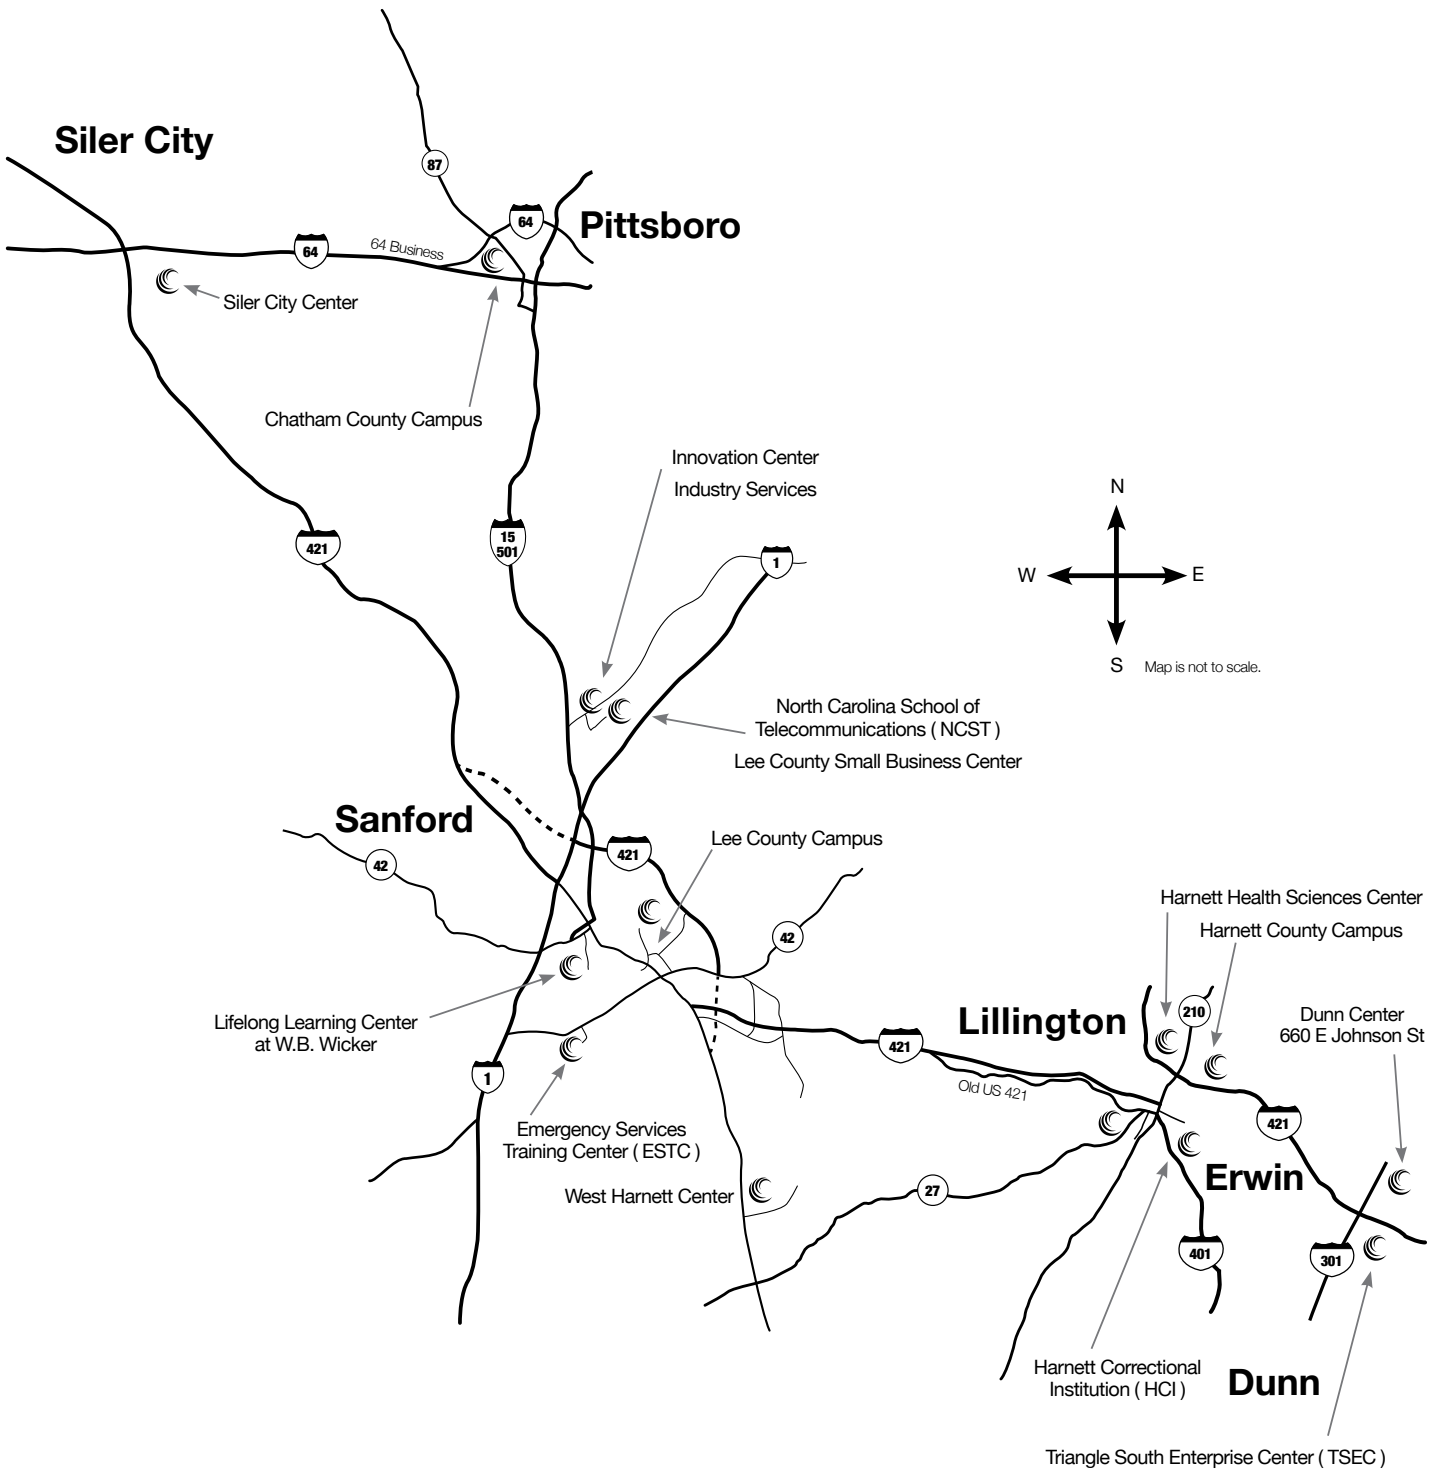 Siler City
87
64
Pittsboro
64
64 Business
Siler City Center
Chatham County Campus
Innovation Center
Industry Services
N
15
501
421
1
W
E
S
Map is not to scale.
North Carolina School of
Telecommunications ( NCST )
Lee County Small Business Center
Sanford
42
421
Lee County Campus
Harnett Health Sciences Center
Harnett County Campus
42
210
Dunn Center
660 E Johnson St
Lillington
Lifelong Learning Center
at W.B. Wicker
421
1
Old US 421
421
Emergency Services
Training Center ( ESTC )
West Harnett Center
27
Erwin
401
301
Harnett Correctional
Institution ( HCI )
Dunn
Triangle South Enterprise Center ( TSEC )